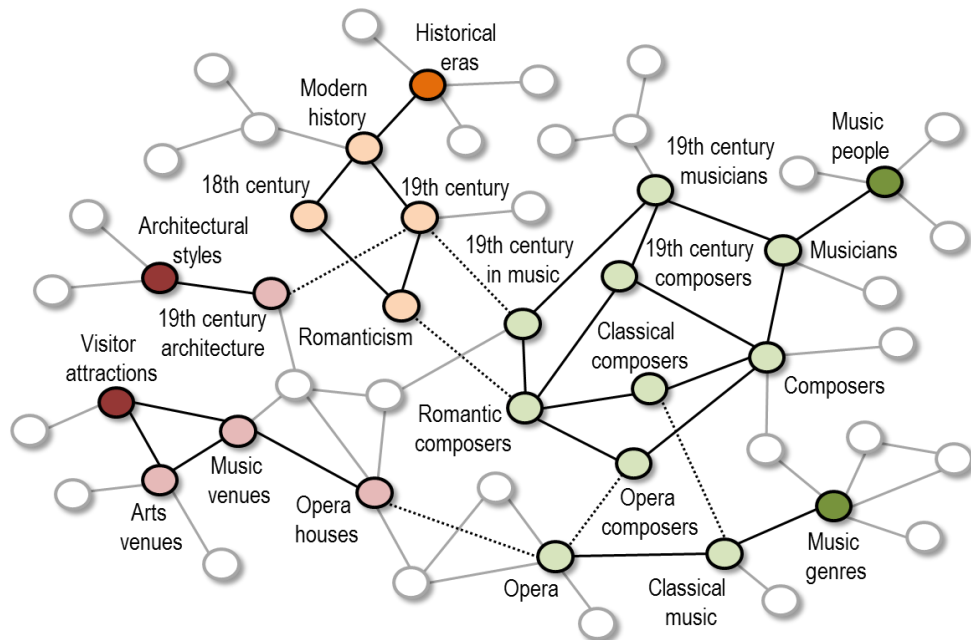 Historical
eras
Modern
history
Music
people
19th century
musicians
18th century
19th century
Architectural
styles
19th century
in music
19th century
composers
Musicians
19th century
architecture
Romanticism
Classical
composers
Visitor
attractions
Composers
Romantic
composers
Music
venues
Opera
houses
Arts
venues
Opera
composers
Music
genres
Opera
Classical
music